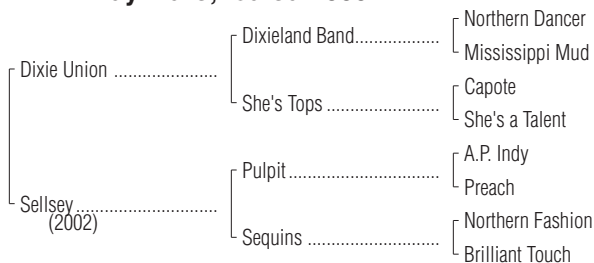 Dixieland Band.................... Northern Dancer
Mississippi Mud
Dixie Union .....................
She's Tops ....................... Capote
She's a Talent
Pulpit............................... A.P. Indy
Preach
Sellsey.............................
(2002)
Sequins ........................... Northern Fashion
Brilliant Touch